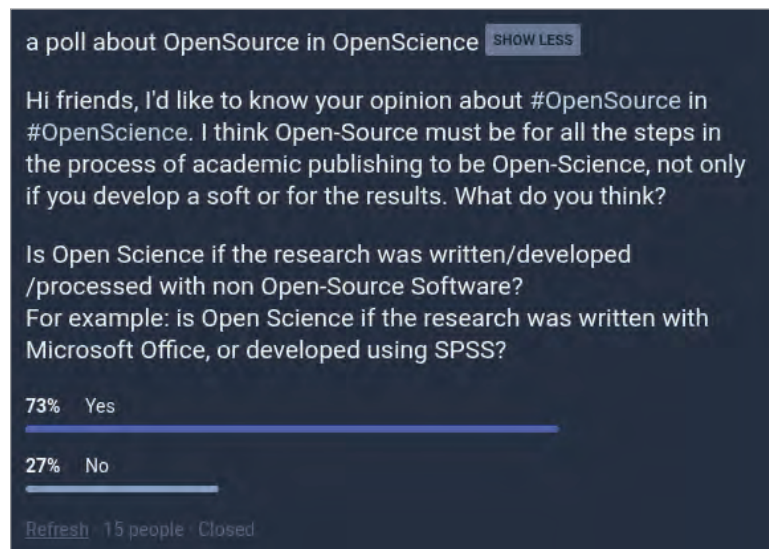 a poll about OpenSource in OpenScience SHOW LESS
Hi friends, I'd like to know your opinion about #OpenSource in
#OpenScience. I think Open-Source must be for all the steps in
the process of academic publishing to be Open-Science, not only
if you develop a soft or for the results. What do you think?
Is Open Science if the research was written/developed
/processed with non Open-Source Software?
For example: is Open Science if the research was written with
Microsoft Office, or developed using SPSS?
73% Yes
27% No
Refresh · 15 people · Closed